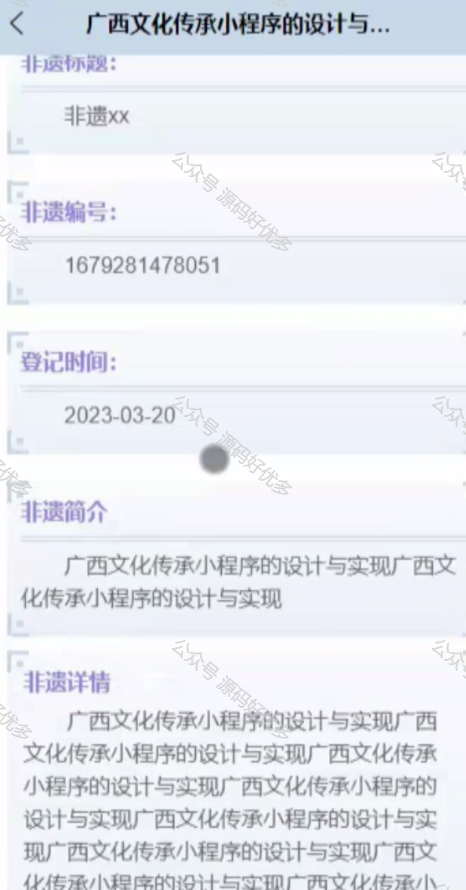 广西文化传承小程序的设计与...
非遗标题:
非遗xx
公众号 源码好优多
非遗编号:
1679281478051
登记时间:
2023-03-20
公众号 源码好优多
非遗简介
广西文化传承小程序的设计与实现广西文
化传承小程序的设计与实现
公众号 源码好优多
非遗详情
广西文化传承小程序的设计与实现广西
文化传承小程序的设计与实现广西文化传承
小程序的设计与实现广西文化传承小程序的
设计与实现广西文化传承小程序的设计与实
现广西文化传承小程序的设计与实现广西文
化传承小程序的设计与实现广西文化传承小